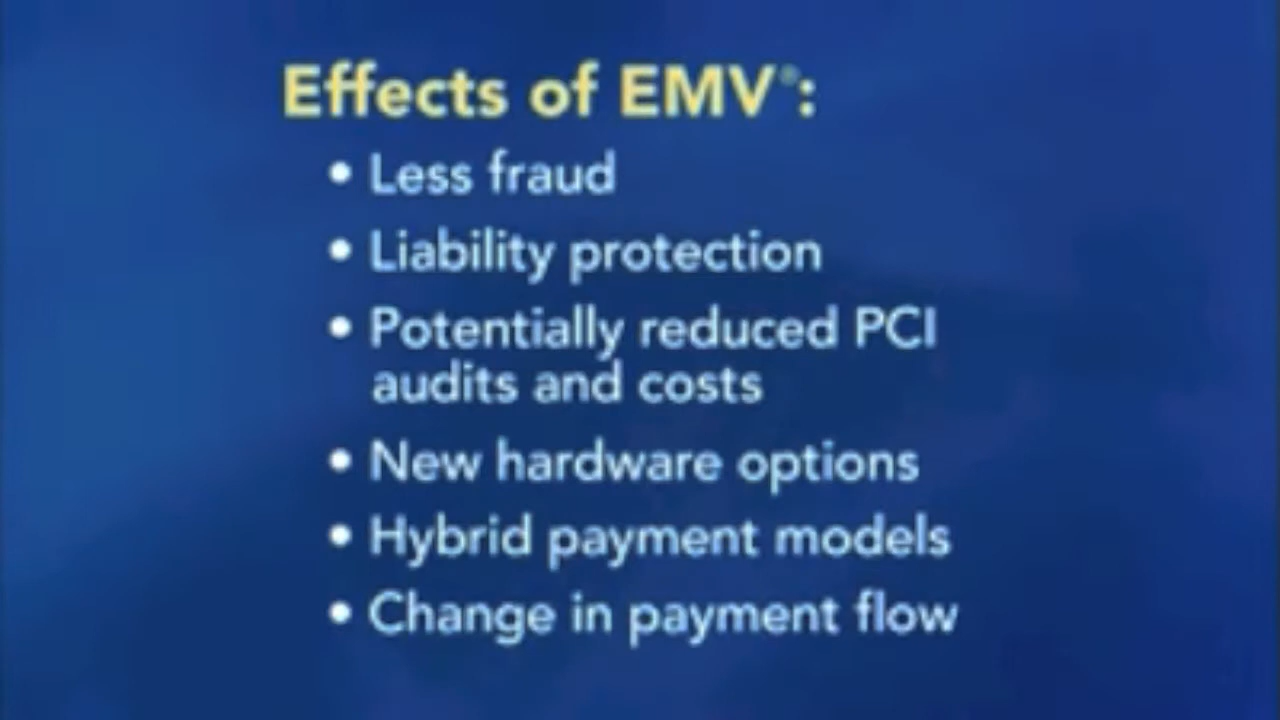 Effects of EMV®:
• Less fraud
• Liability protection
• Potentially reduced PCI
audits and costs
• New hardware options
• Hybrid payment models
• Change in payment flow